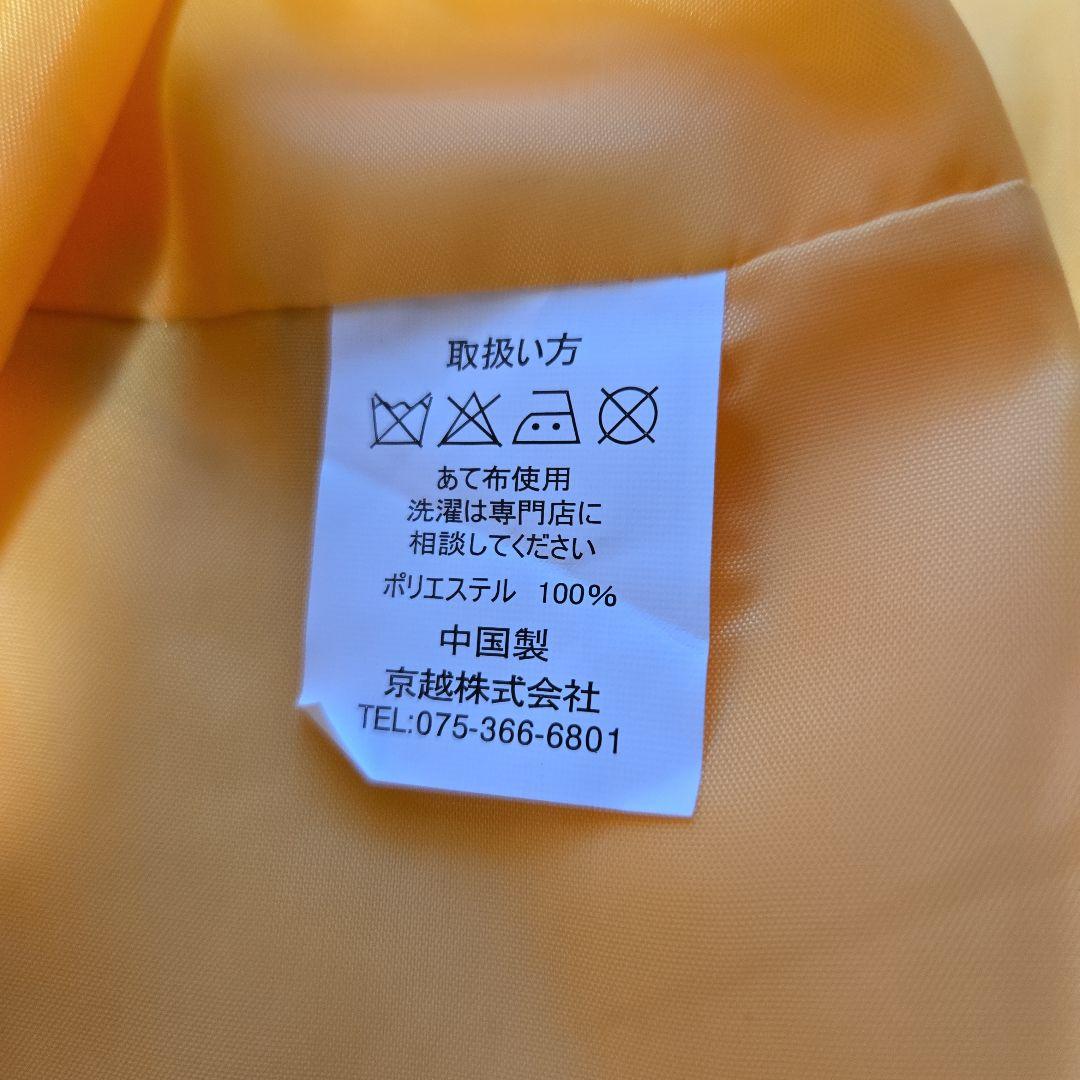 取扱い方
あて布使用
洗濯は専門店に
相談してください
ポリエステル 100%
中国製
京越株式会社
TEL:075-366-6801